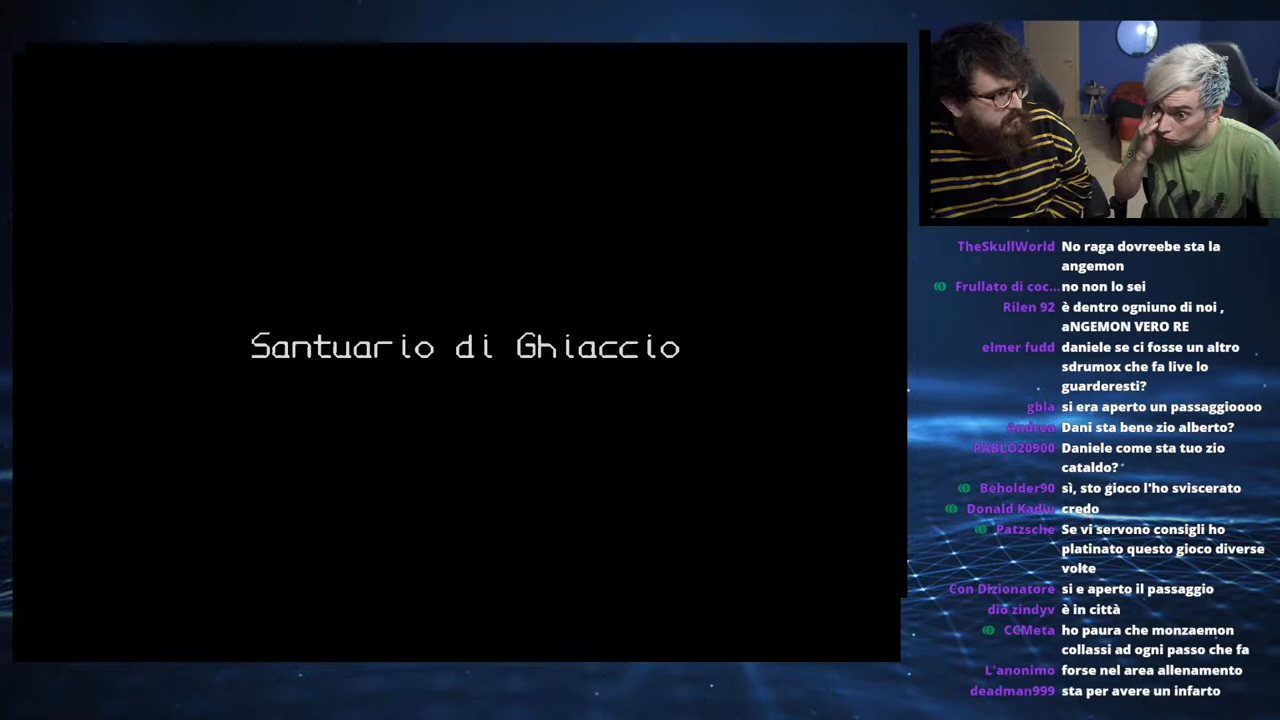 Santuario di Ghiaccio
TheSkullWorld No raga dovreebe sta la
angemon
Frullato di coc... no non lo sei
Rilen 92 è dentro ogniuno di noi ,
aNGEMON VERO RE
elmer fudd daniele se ci fosse un altro
sdrumox che fa live lo
guarderesti?
gbla si era aperto un passaggioooo
Andrea Dani sta bene zio alberto?
PABLO20900 Daniele come sta tuo zio
cataldo?
Beholder90 sì, sto gioco l'ho sviscerato
Donald Kadiu credo
Patzsche Se vi servono consigli ho
platinato questo gioco diverse
volte
Con Dizionatore si e aperto il passaggio
dio zindyv è in città
CCMeta ho paura che monzaemon
collassi ad ogni passo che fa
L'anonimo forse nel area allenamento
deadman999 sta per avere un infarto